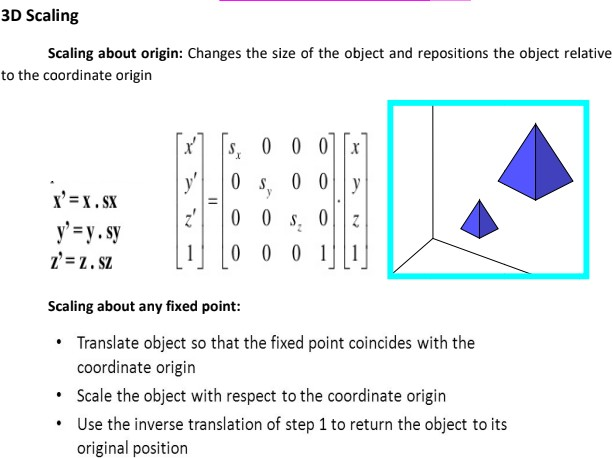 3D Scaling
Scaling about origin: Changes the size of the object and repositions the object relative
to the coordinate origin
x’ = x . sx
y’ = y . sy
z’ = z . sz
[x′] = [s_x 0 0 0] . [x]
[y′] [0 s_y 0 0] [y]
[z′] [0 0 s_z 0] [z]
[1] [0 0 0 1] [1]
Scaling about any fixed point:
• Translate object so that the fixed point coincides with the
coordinate origin
• Scale the object with respect to the coordinate origin
• Use the inverse translation of step 1 to return the object to its
original position